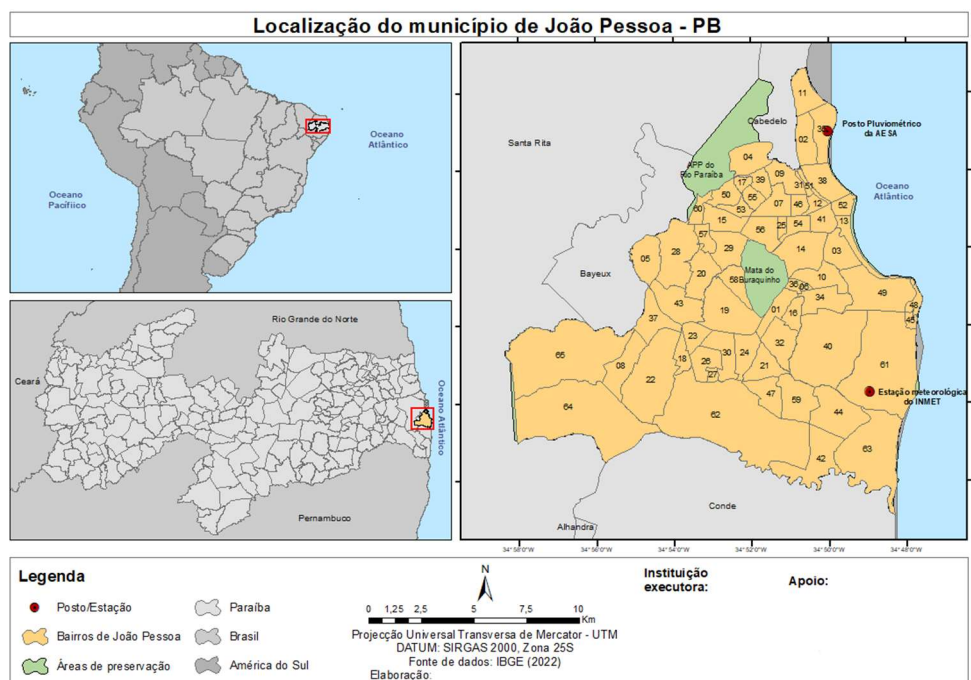 Localização do município de João Pessoa - PB
Oceano
Atlântico
Oceano
Pacífiico
Rio Grande do Norte
Ceará
Oceano Atlântico
Pernambuco
Santa Rita
Cabedelo
Posto Pluviométrico
da AESA
APP do
Rio Paraíba
Oceano
Atlântico
Bayeux
Mata do
Buraquinho
Estação meteorológica
do INMET
Conde
Alhandra
11
02
04
09
17
39
31
51
38
50
55
60
53
07
46
12
52
15
25
54
41
13
57
56
05
28
29
14
03
20
58
36
10
49
43
19
01
16
34
48
45
37
23
32
40
65
08
18
26
30
24
21
61
22
27
47
59
64
62
44
42
63
34°58'0"W
34°56'0"W
34°54'0"W
34°52'0"W
34°50'0"W
34°48'0"W
Legenda
Posto/Estação
Bairros de João Pessoa
Áreas de preservação
Paraíba
Brasil
América do Sul
N
0 1,25 2,5 5 7,5 10
Km
Projecção Universal Transversa de Mercator - UTM
DATUM: SIRGAS 2000, Zona 25S
Fonte de dados: IBGE (2022)
Elaboração:
Instituição
executora:
Apoio: